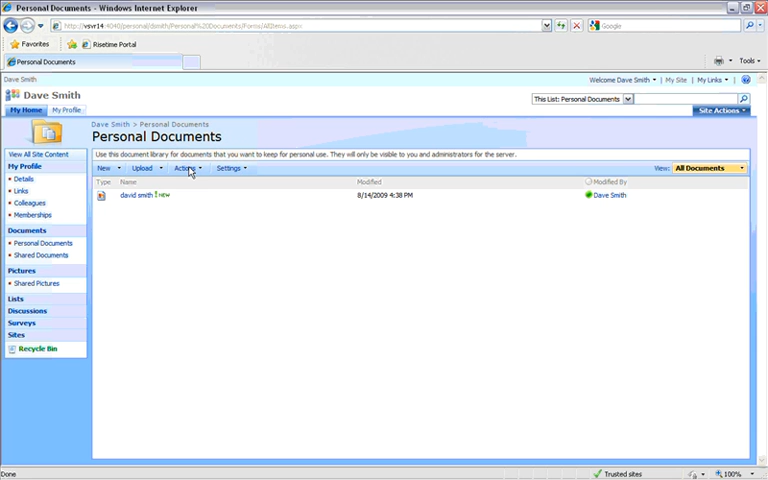 Personal Documents - Windows Internet Explorer
http://vsvr14:4040/personal/dsmith/Personal%20Documents/Forms/AllItems.aspx
Google
Favorites
Risetime Portal
Personal Documents
Tools
Dave Smith
Welcome Dave Smith | My Site | My Links
Dave Smith
This List: Personal Documents
My Home
My Profile
Site Actions
Dave Smith > Personal Documents
Personal Documents
View All Site Content
Use this document library for documents that you want to keep for personal use. They will only be visible to you and administrators for the server.
My Profile
New
Upload
Actions
Settings
View: All Documents
Type
Name
Modified
Modified By
Details
david smith ! NEW
8/14/2009 4:38 PM
Dave Smith
Links
Colleagues
Memberships
Documents
Personal Documents
Shared Documents
Pictures
Shared Pictures
Lists
Discussions
Surveys
Sites
Recycle Bin
Done
Trusted sites
100%